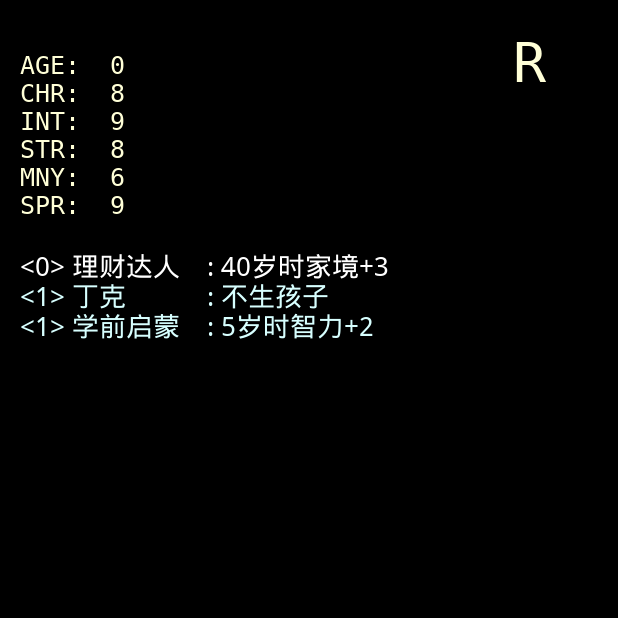 R
AGE: 0
CHR: 8
INT: 9
STR: 8
MNY: 6
SPR: 9
<0> 理财达人 : 40岁时家境+3
<1> 丁克 : 不生孩子
<1> 学前启蒙 : 5岁时智力+2